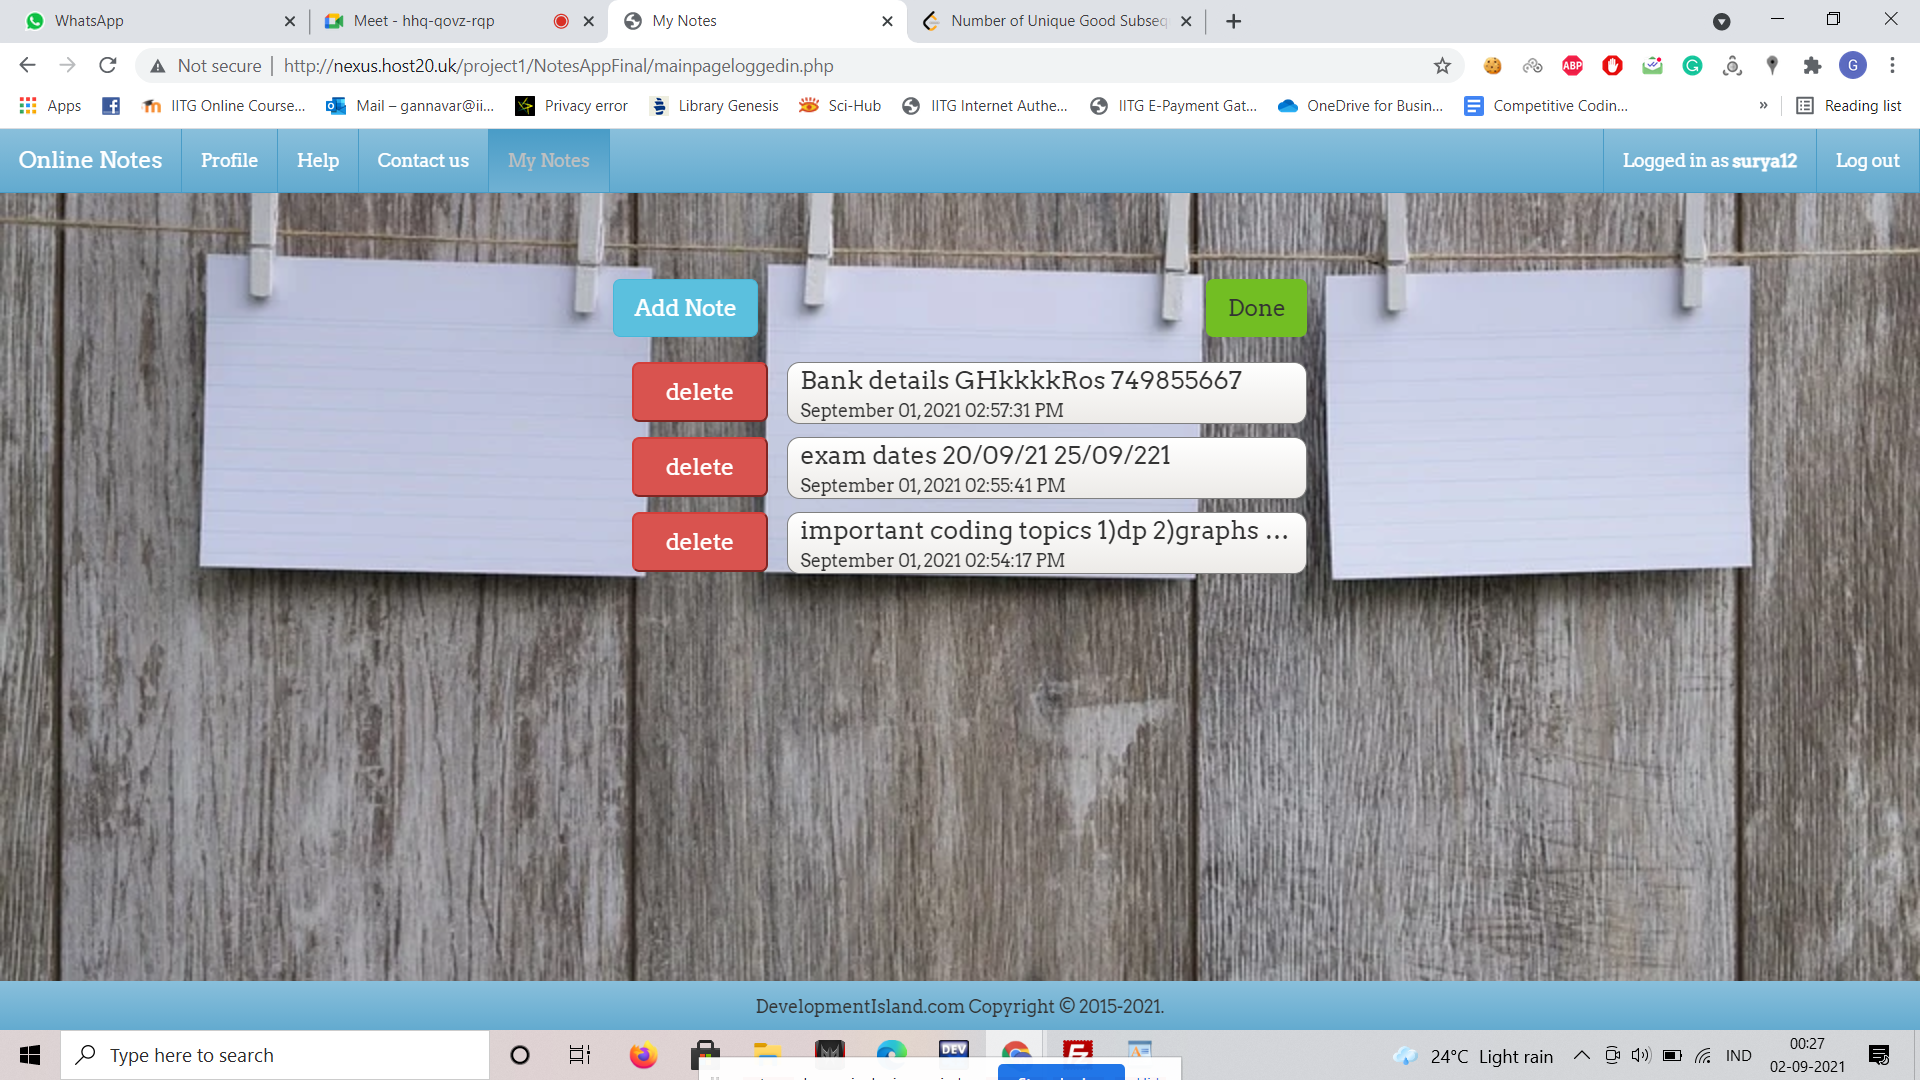 WhatsApp
Meet - hhq-qovz-rqp
My Notes
Number of Unique Good Subseq
Not secure | http://nexus.host20.uk/project1/NotesAppFinal/mainpageloggedin.php
ABP
G
Apps
IITG Online Course...
Mail – gannavar@ii...
Privacy error
Library Genesis
Sci-Hub
IITG Internet Authe...
IITG E-Payment Gat...
OneDrive for Busin...
Competitive Codin...
»
Reading list
Online Notes
Profile
Help
Contact us
My Notes
Logged in as surya12
Log out
Add Note
Done
delete
Bank details GHkkkkRos 749855667
September 01, 2021 02:57:31 PM
delete
exam dates 20/09/21 25/09/221
September 01, 2021 02:55:41 PM
delete
important coding topics 1)dp 2)graphs ...
September 01, 2021 02:54:17 PM
DevelopmentIsland.com Copyright © 2015-2021.
Type here to search
DEV
24°C Light rain
IND
00:27
02-09-2021